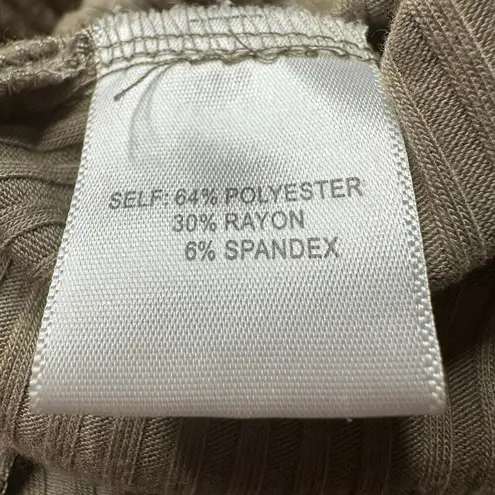 SELF: 64% POLYESTER
30% RAYON
6% SPANDEX